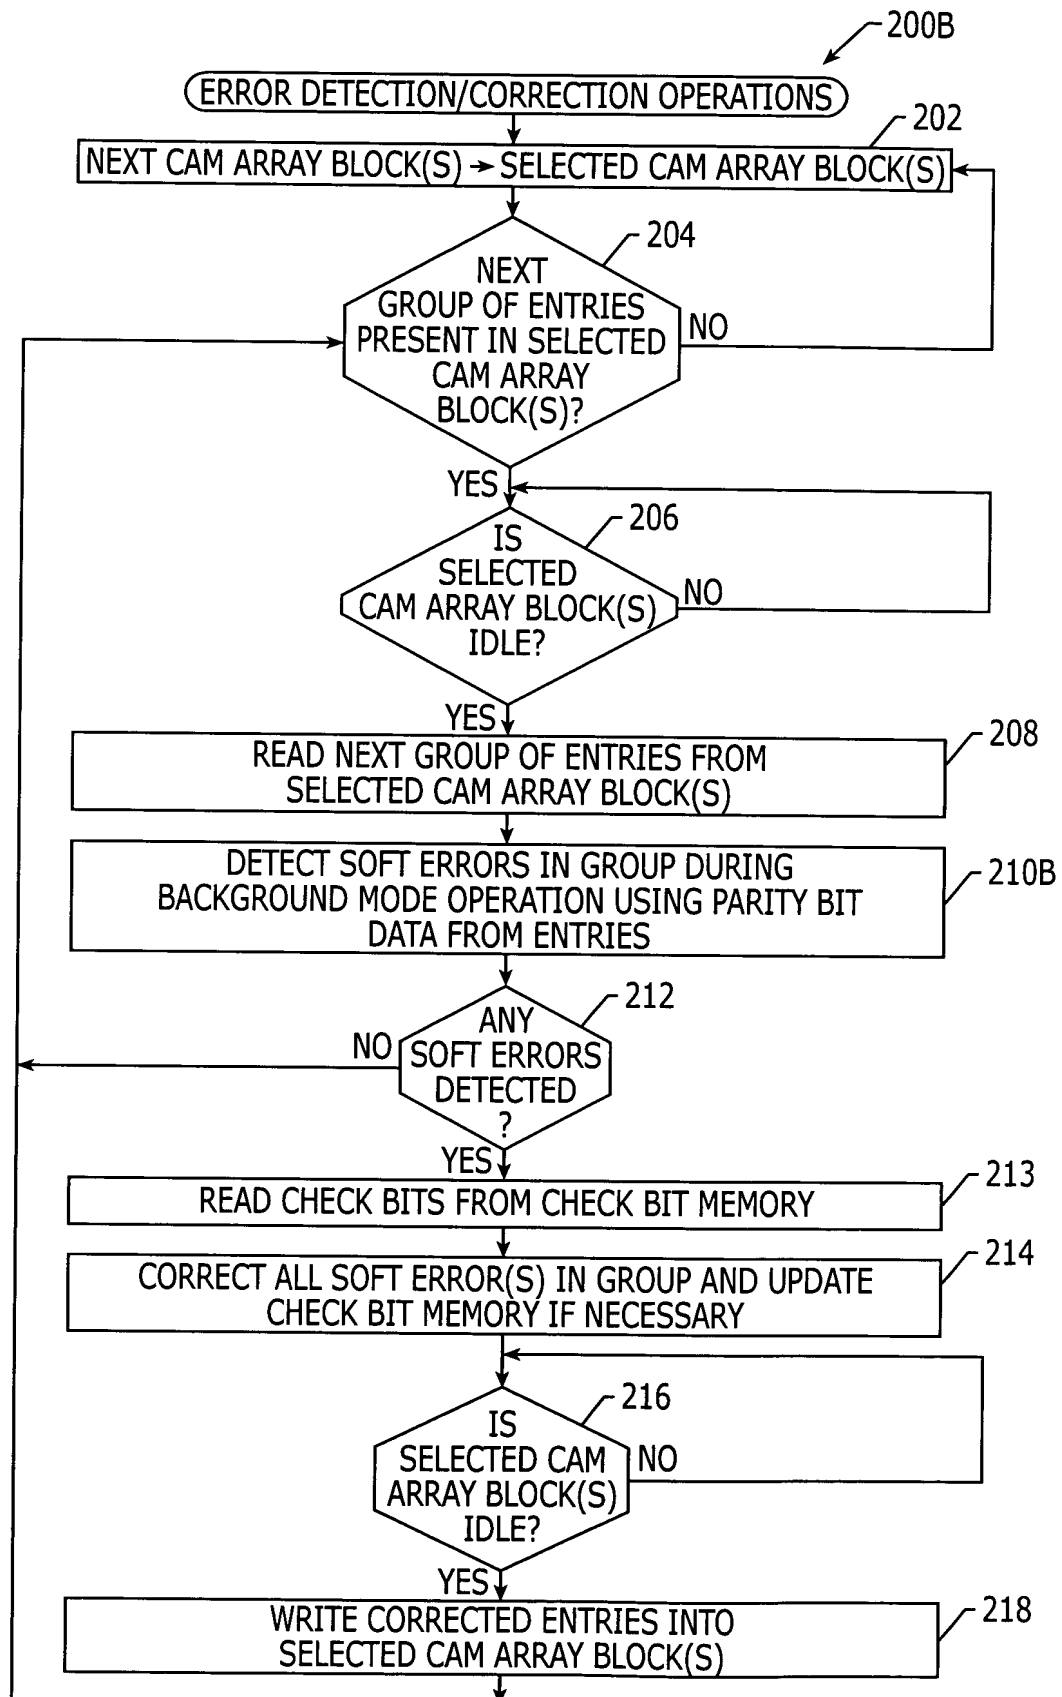 200B
ERROR DETECTION/CORRECTION OPERATIONS
202
NEXT CAM ARRAY BLOCK(S) → SELECTED CAM ARRAY BLOCK(S)
204
NEXT
GROUP OF ENTRIES
PRESENT IN SELECTED
CAM ARRAY
BLOCK(S)?
NO
YES
206
IS
SELECTED
CAM ARRAY BLOCK(S)
IDLE?
NO
YES
208
READ NEXT GROUP OF ENTRIES FROM
SELECTED CAM ARRAY BLOCK(S)
210B
DETECT SOFT ERRORS IN GROUP DURING
BACKGROUND MODE OPERATION USING PARITY BIT
DATA FROM ENTRIES
212
ANY
SOFT ERRORS
DETECTED
?
NO
YES
213
READ CHECK BITS FROM CHECK BIT MEMORY
214
CORRECT ALL SOFT ERROR(S) IN GROUP AND UPDATE
CHECK BIT MEMORY IF NECESSARY
216
IS
SELECTED CAM
ARRAY BLOCK(S)
IDLE?
NO
YES
218
WRITE CORRECTED ENTRIES INTO
SELECTED CAM ARRAY BLOCK(S)